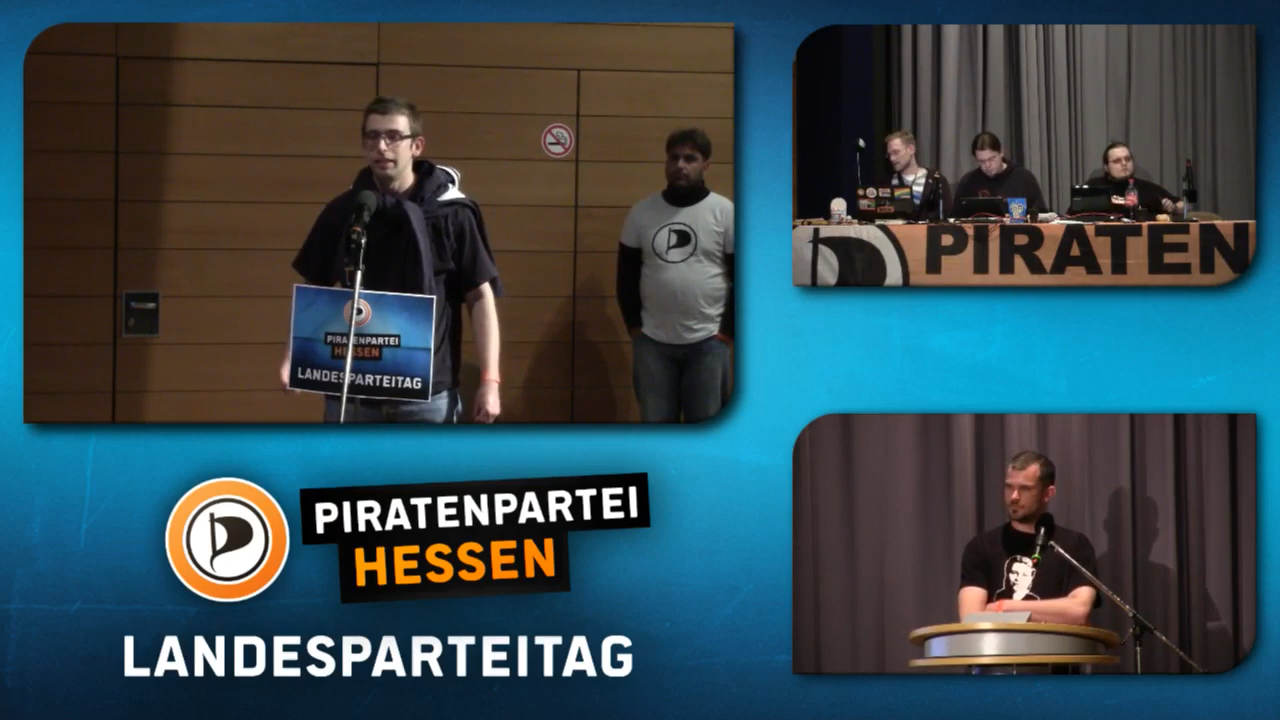 PIRATENPARTEI
HESSEN
LANDESPARTEITAG
PIRATEN
PIRATENPARTEI
HESSEN
LANDESPARTEITAG